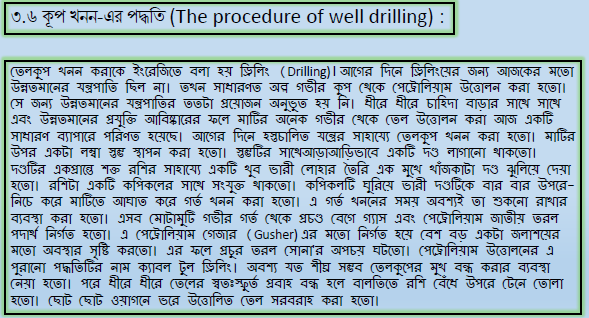 ৩.৬ কূপ খনন-এর পদ্ধতি (The procedure of well drilling) :
তেলকূপ খনন করাকে ইংরেজিতে বলা হয় ড্রিলিং (Drilling)। আগের দিনে ড্রিলিংয়ের জন্য আজকের মতো
উন্নতমানের যন্ত্রপাতি ছিল না। তখন সাধারণত অল্প গভীর কূপ থেকে পেট্রোলিয়াম উত্তোলন করা হতো।
সে জন্য উন্নতমানের যন্ত্রপাতির ততটা প্রয়োজন অনুভূত হয় নি। ধীরে ধীরে চাহিদা বাড়ার সাথে সাথে
এবং উন্নতমানের প্রযুক্তি আবিষ্কারের ফলে মাটির অনেক গভীর থেকে তেল উত্তোলন করা আজ একটি
সাধারণ ব্যাপারে পরিণত হয়েছে। আগের দিনে হস্তচালিত যন্ত্রের সাহায্যে তেলকূপ খনন করা হতো। মাটির
উপর একটা লম্বা স্তম্ভ স্থাপন করা হতো। স্তম্ভটির সাথেআড়াআড়িভাবে একটি দণ্ড লাগানো থাকতো।
দণ্ডটির একপ্রান্তে শক্ত রশির সাহায্যে একটি খুব ভারী লোহার তৈরি এক মুখে খাঁজকাটা দণ্ড ঝুলিয়ে দেয়া
হতো। রশিটা একটি কপিকলের সাথে সংযুক্ত থাকতো। কপিকলটি ঘুরিয়ে ভারী দণ্ডটিকে বার বার উপরে-
নিচে করে মাটিতে আঘাত করে গর্ত খনন করা হতো। এ গর্ত খননের সময় অবশ্যই তা শুকনো রাখার
ব্যবস্থা করা হতো। এসব মোটামুটি গভীর গর্ত থেকে প্রচণ্ড বেগে গ্যাস এবং পেট্রোলিয়াম জাতীয় তরল
পদার্থ নির্গত হতো। এ পেট্রোলিয়াম গেজার (Gusher) এর মতো নির্গত হয়ে বেশ বড় একটা জলাশয়ের
মতো অবস্থার সৃষ্টি করতো। এর ফলে প্রচুর তরল সোনা'র অপচয় ঘটতো। পেট্রোলিয়াম উত্তোলনের এ
পুরানো পদ্ধতিটির নাম ক্যাবল টুল ড্রিলিং। অবশ্য যত শীঘ্র সম্ভব তেলকূপের মুখ বন্ধ করার ব্যবস্থা
নেয়া হতো। পরে ধীরে ধীরে তেলের স্বতঃস্ফূর্ত প্রবাহ বন্ধ হলে বালতিতে রশি বেঁধে উপরে টেনে তোলা
হতো। ছোট ছোট ওয়াগনে ভরে উত্তোলিত তেল সরবরাহ করা হতো।